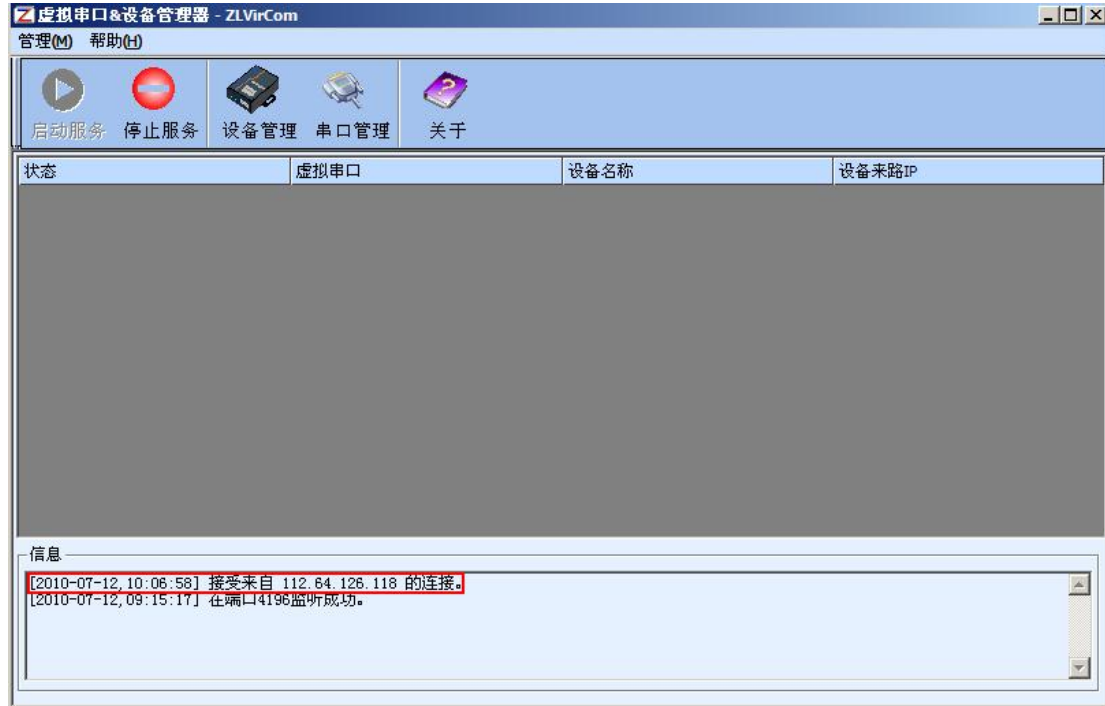 虚拟串口&设备管理器 - ZLVirCom
管理(M) 帮助(H)
启动服务 停止服务 设备管理 串口管理 关于
状态 虚拟串口 设备名称 设备来路IP
信息
[2010-07-12,10:06:58] 接受来自 112.64.126.118 的连接。
[2010-07-12,09:15:17] 在端口4196监听成功。